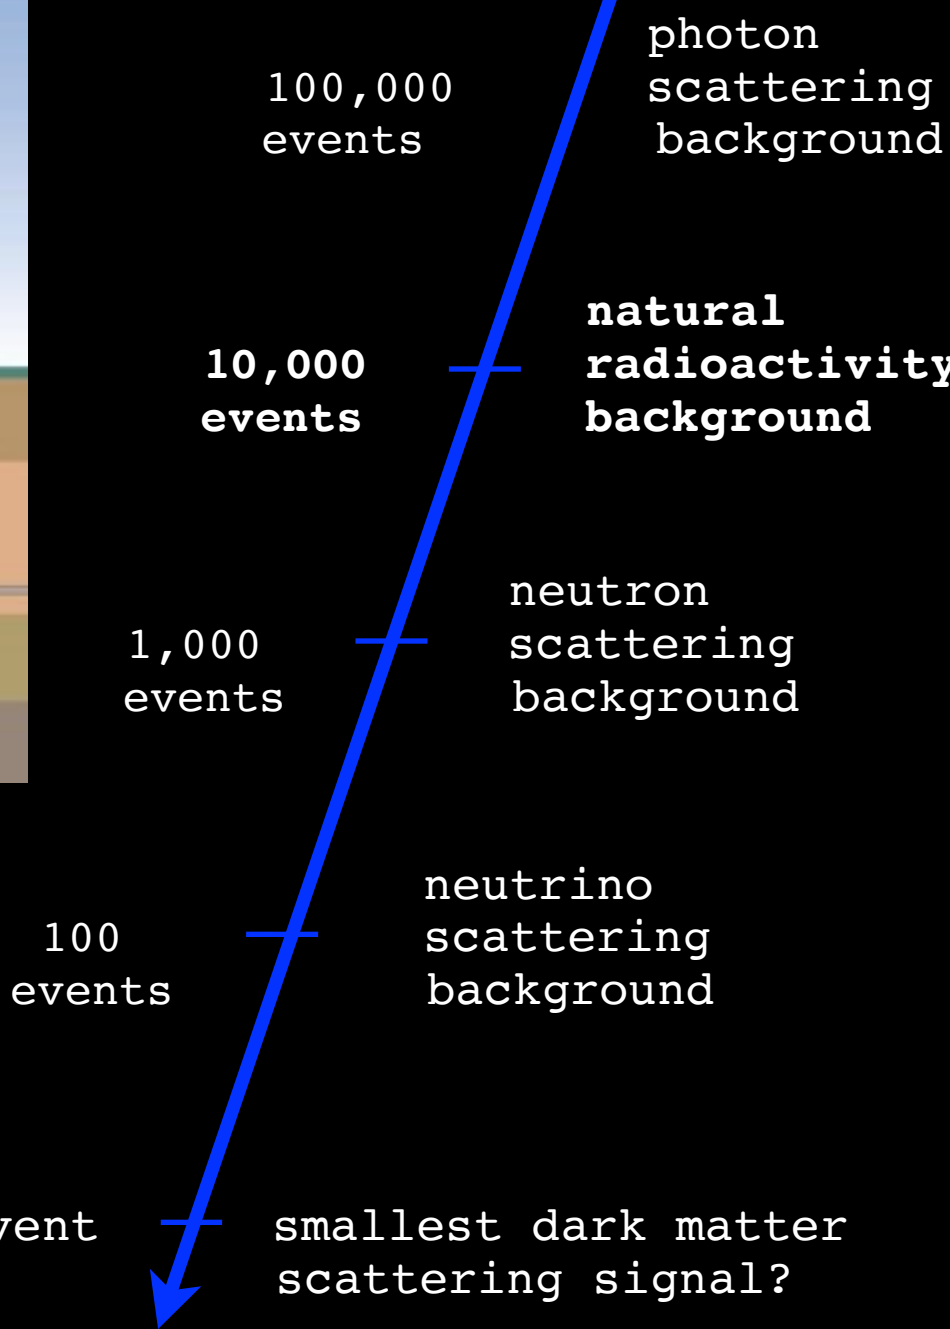 photon
100,000 scattering
events background
natural
10,000 radioactivity
events background
neutron
1,000 scattering
events background
neutrino
100 scattering
events background
smallest dark matter
scattering signal?